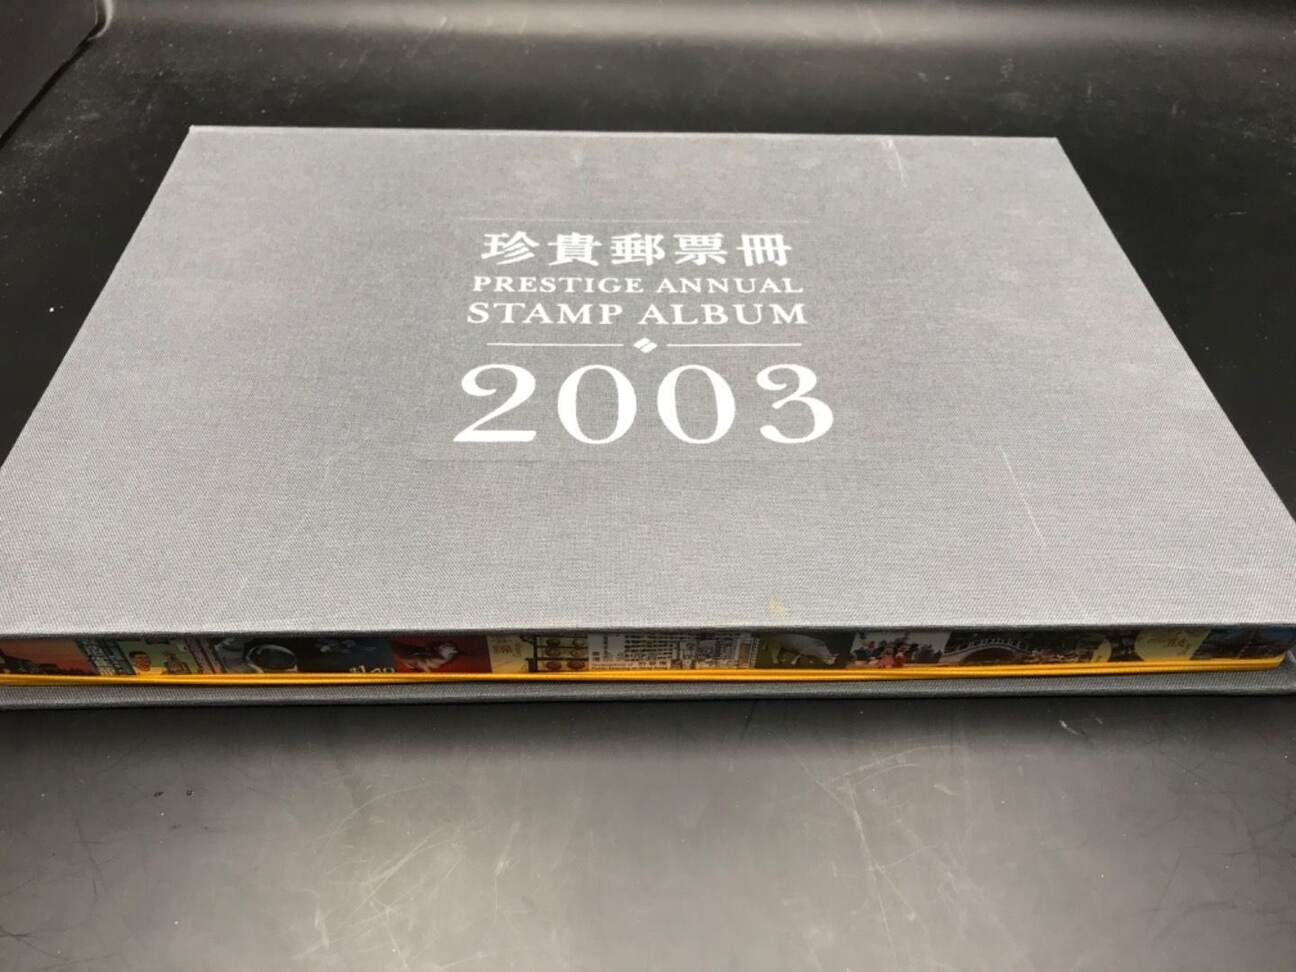 珍貴郵票冊
PRESTIGE ANNUAL
STAMP ALBUM
2003